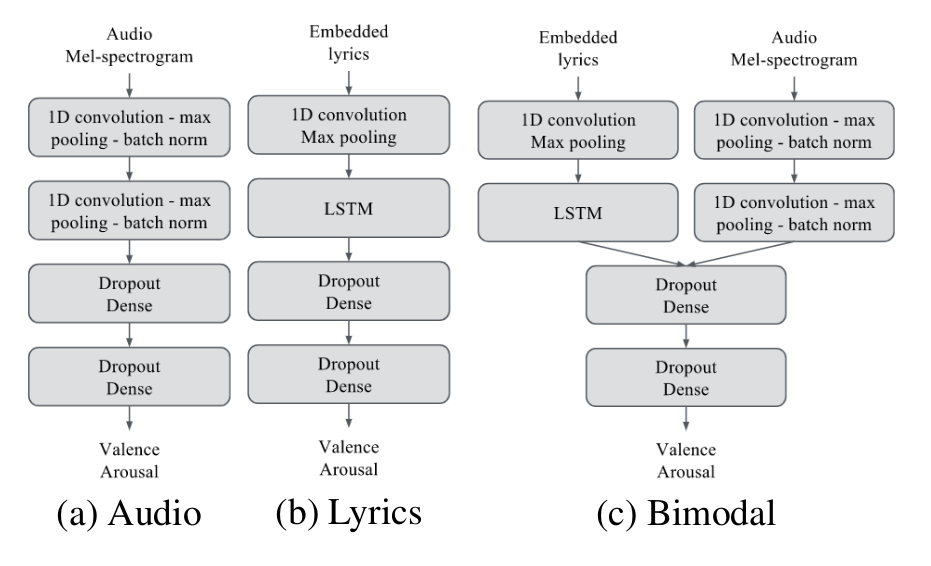 Audio
Mel-spectrogram
1D convolution - max
pooling - batch norm
1D convolution - max
pooling - batch norm
Dropout
Dense
Dropout
Dense
Valence
Arousal
(a) Audio
Embedded
lyrics
1D convolution
Max pooling
LSTM
Dropout
Dense
Dropout
Dense
Valence
Arousal
(b) Lyrics
Embedded
lyrics
1D convolution
Max pooling
LSTM
Audio
Mel-spectrogram
1D convolution - max
pooling - batch norm
1D convolution - max
pooling - batch norm
Dropout
Dense
Dropout
Dense
Valence
Arousal
(c) Bimodal